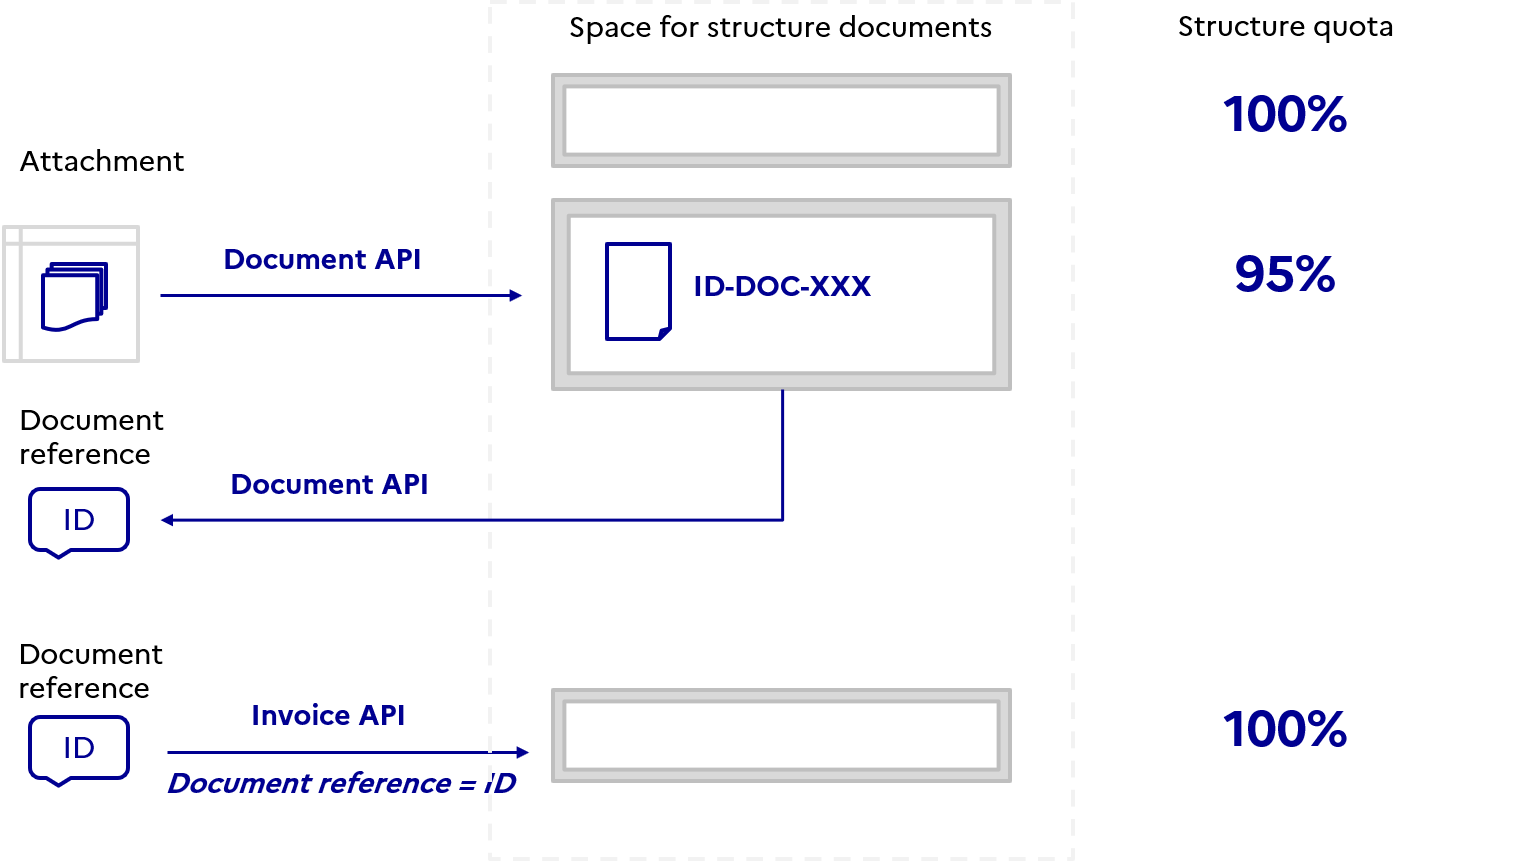 Space for structure documents
Structure quota
100%
Attachment
Document API
ID-DOC-XXX
95%
Document
reference
Document API
ID
Document
reference
Invoice API
ID
Document reference = ID
100%